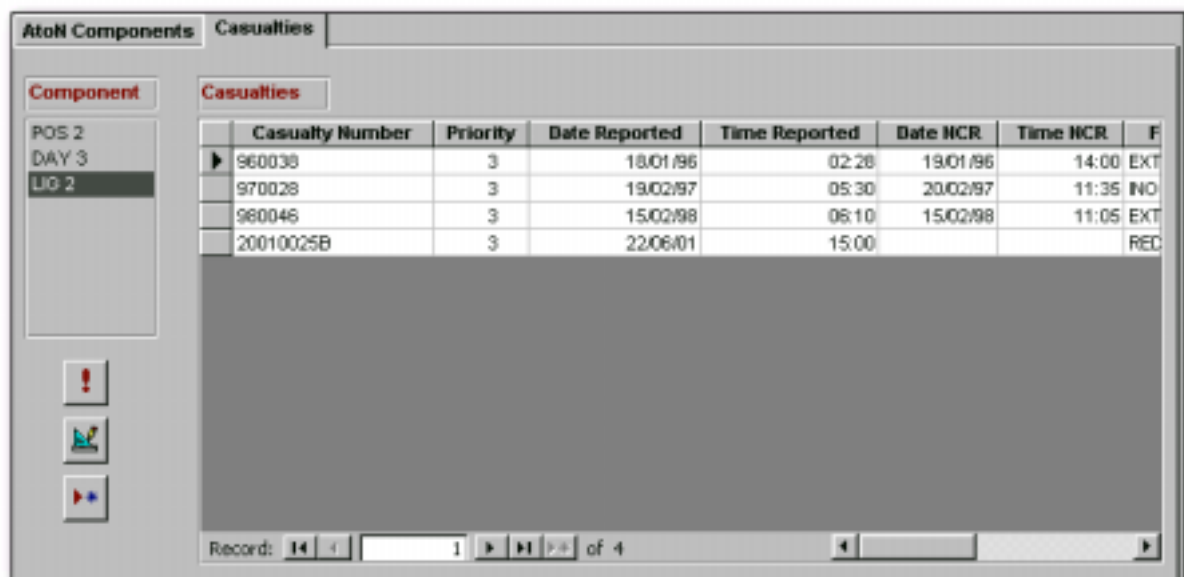 AtoN Components Casualties
Component Casualties
POS 2
DAY 3
LIG 2
Casualty Number Priority Date Reported Time Reported Date NCR Time NCR F
960038 3 18/01/96 02:28 19/01/96 14:00 EXT
970028 3 19/02/97 05:30 20/02/97 11:35 INO
980046 3 15/02/98 06:10 15/02/98 11:05 EXT
20010025B 3 22/06/01 15:00 RED
Record: 1 of 4